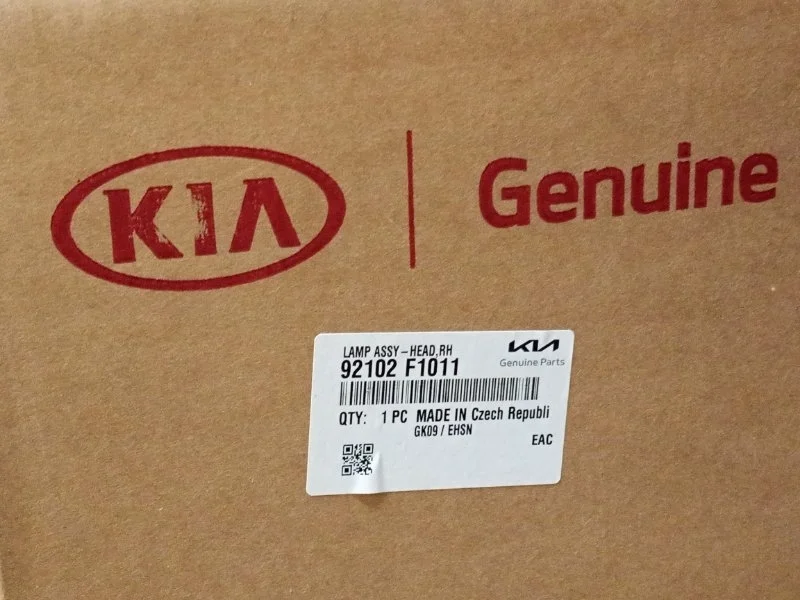 KIA
Genuine
LAMP ASSY-HEAD,RH
92102 F1011
KIA
Genuine Parts
QTY: 1 PC MADE IN Czech Republi
GK09 / EHSN
EAC